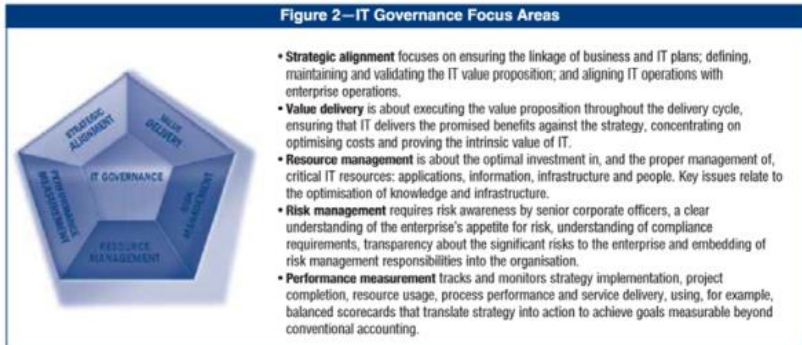 Figure 2—IT Governance Focus Areas
STRATEGIC
ALIGNMENT
VALUE
DELIVERY
IT GOVERNANCE
PERFORMANCE
MEASUREMENT
RISK
MANAGEMENT
RESOURCE
MANAGEMENT
• Strategic alignment focuses on ensuring the linkage of business and IT plans; defining,
maintaining and validating the IT value proposition; and aligning IT operations with
enterprise operations.
• Value delivery is about executing the value proposition throughout the delivery cycle,
ensuring that IT delivers the promised benefits against the strategy, concentrating on
optimising costs and proving the intrinsic value of IT.
• Resource management is about the optimal investment in, and the proper management of,
critical IT resources: applications, information, infrastructure and people. Key issues relate to
the optimisation of knowledge and infrastructure.
• Risk management requires risk awareness by senior corporate officers, a clear
understanding of the enterprise's appetite for risk, understanding of compliance
requirements, transparency about the significant risks to the enterprise and embedding of
risk management responsibilities into the organisation.
• Performance measurement tracks and monitors strategy implementation, project
completion, resource usage, process performance and service delivery, using, for example,
balanced scorecards that translate strategy into action to achieve goals measurable beyond
conventional accounting.